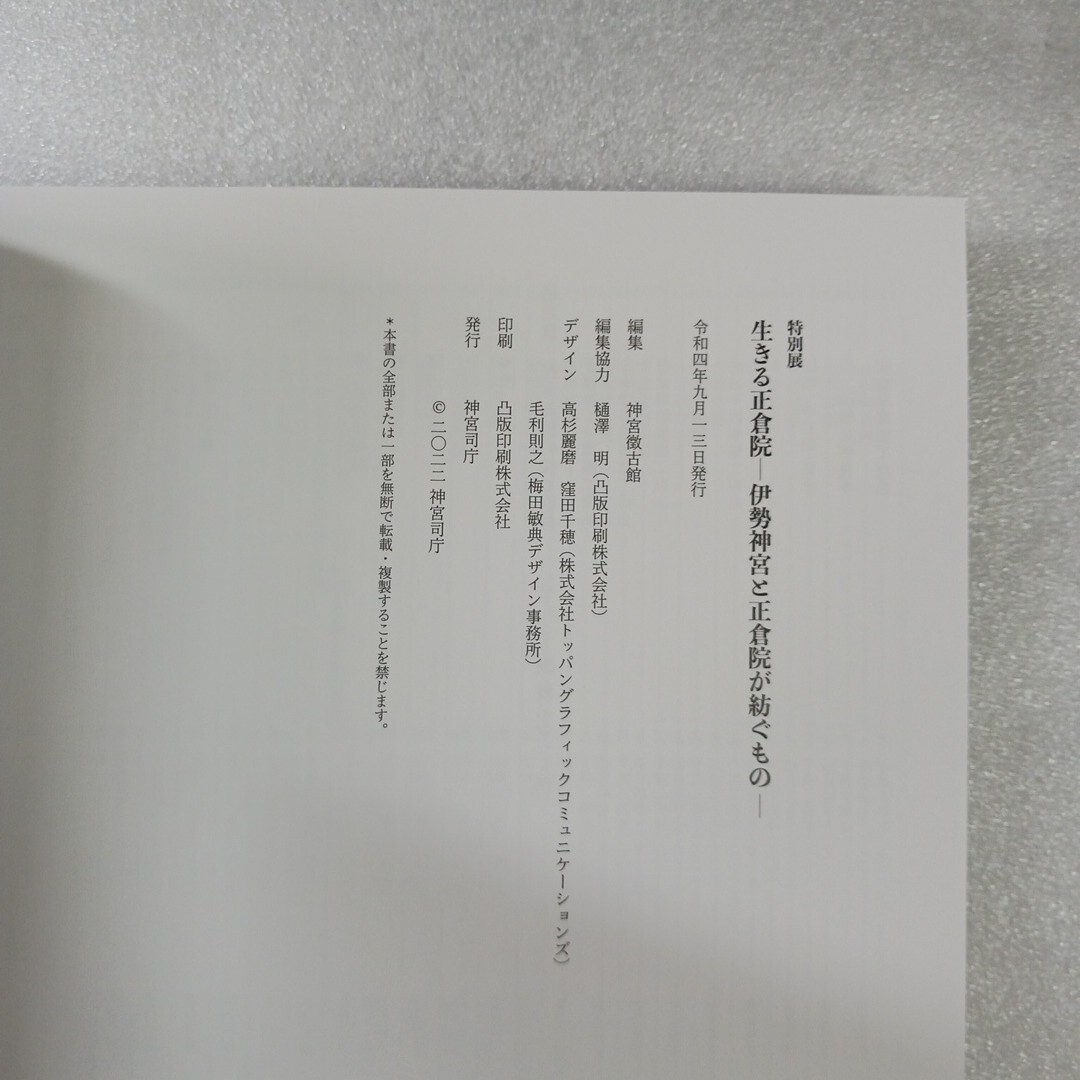 特別展
生きる正倉院―伊勢神宮と正倉院が紡ぐもの―
令和四年九月一三日発行
編集 神宮徴古館
編集協力 樋澤 明（凸版印刷株式会社）
デザイン 高杉麗磨 窪田千穂（株式会社トッパングラフィックコミュニケーションズ）
毛利則之（梅田敏典デザイン事務所）
印刷 凸版印刷株式会社
発行 神宮司庁
© 二〇二二 神宮司庁
＊本書の全部または一部を無断で転載・複製することを禁じます。